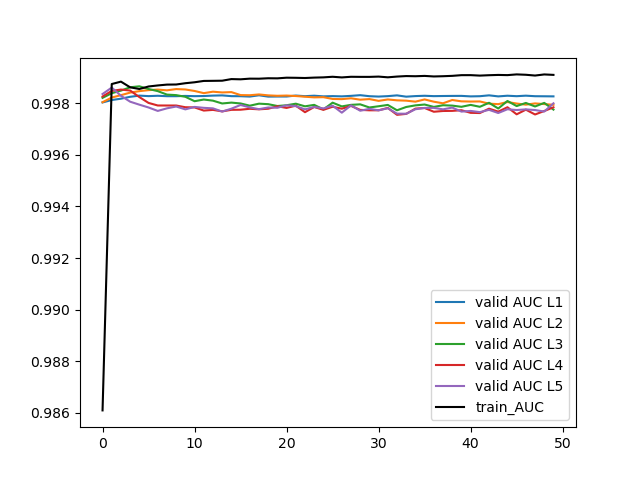 0.998
0.996
0.994
0.992
0.990
0.988
0.986
0
10
20
30
40
50
valid AUC L1
valid AUC L2
valid AUC L3
valid AUC L4
valid AUC L5
train_AUC